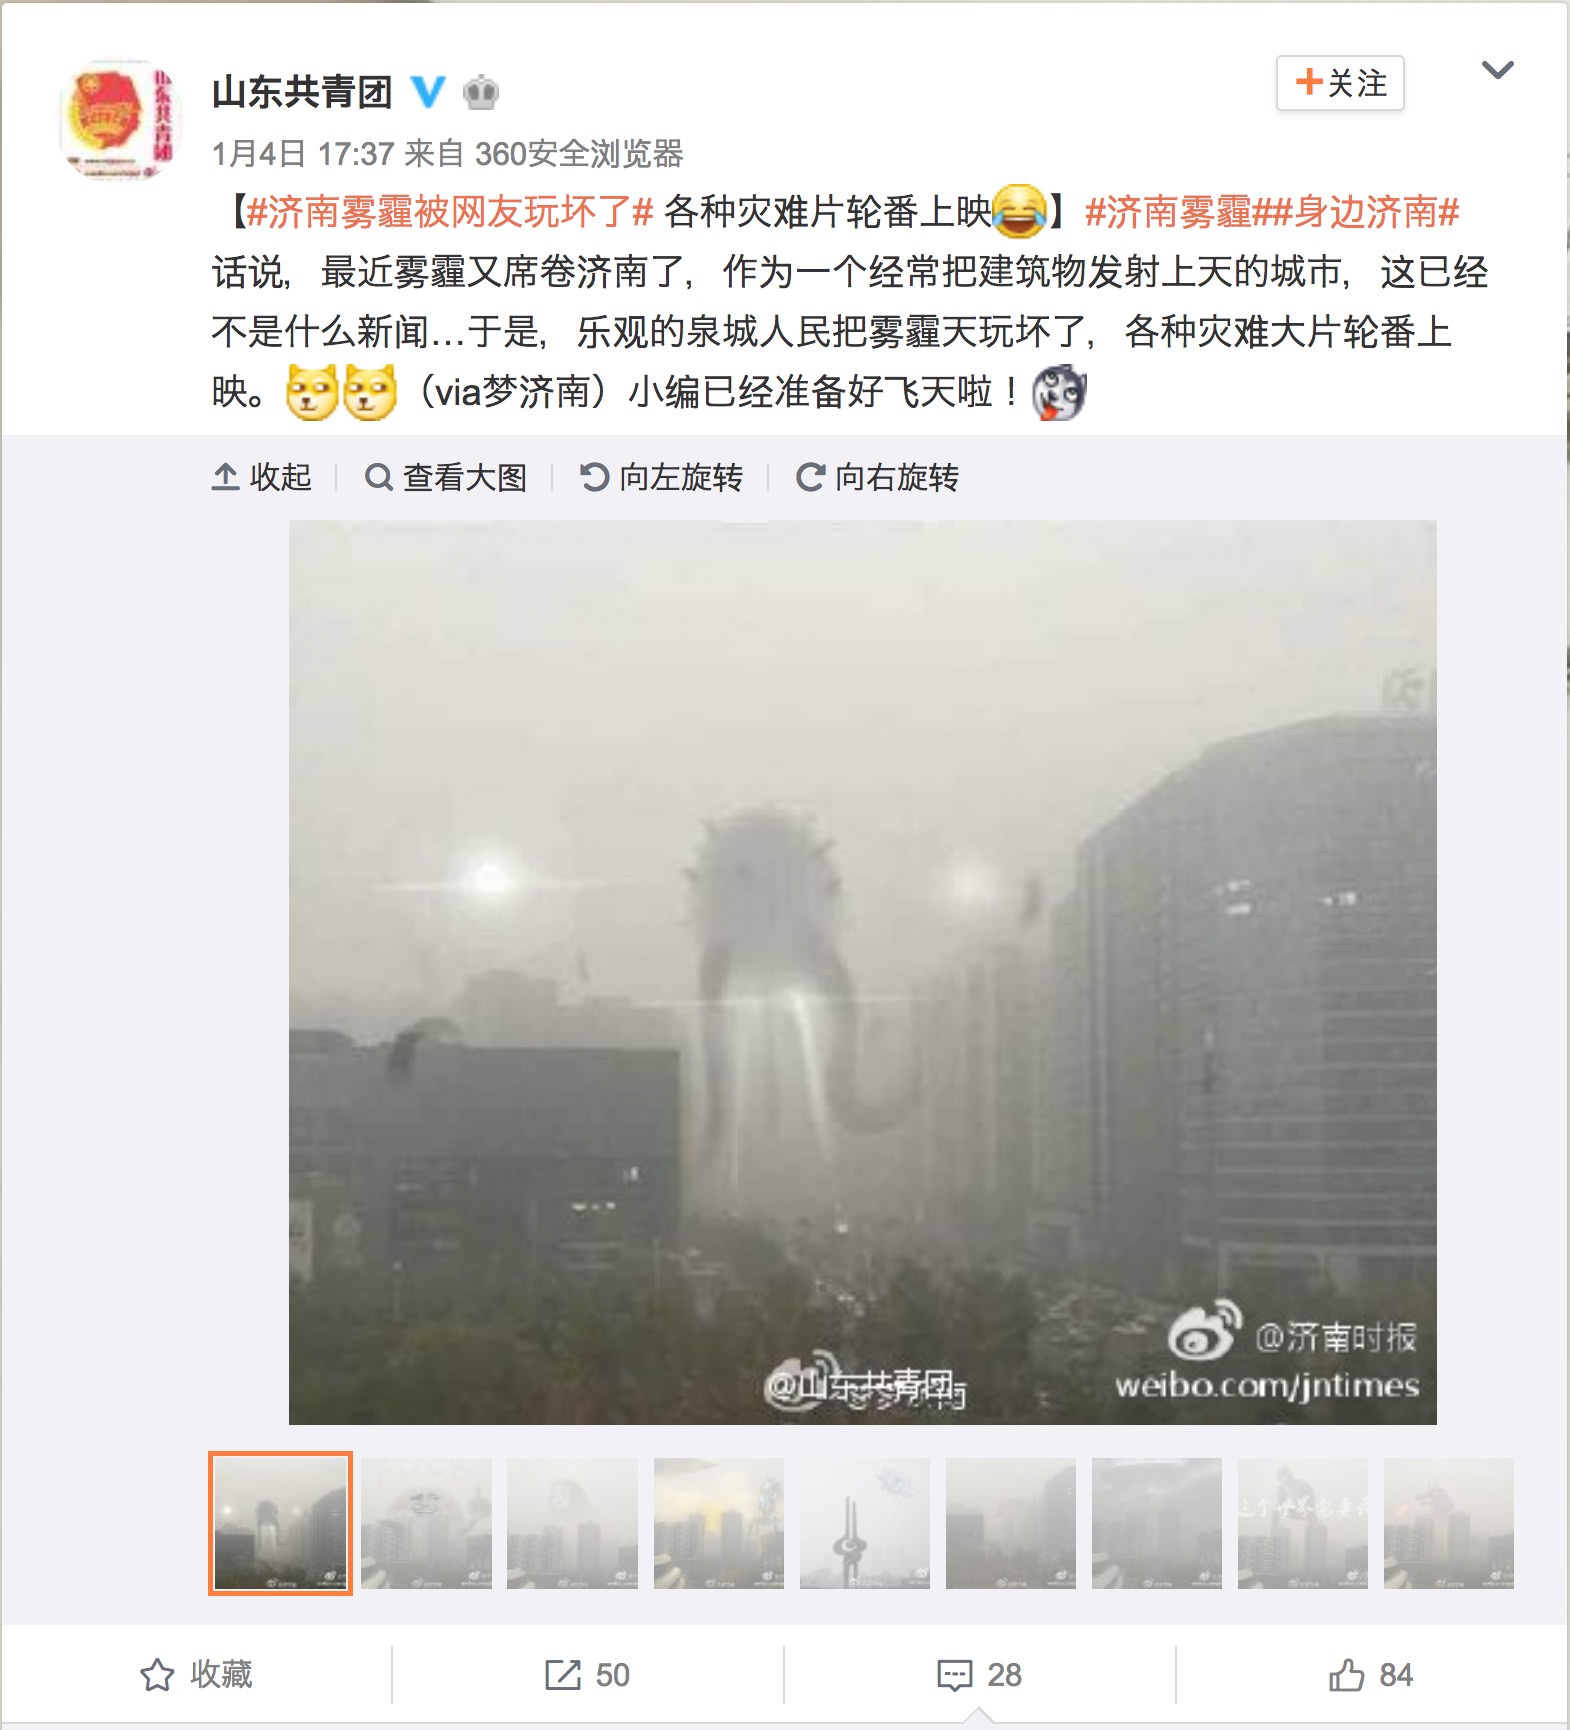 山东共青团
+关注
1月4日 17:37 来自 360安全浏览器
【#济南雾霾被网友玩坏了# 各种灾难片轮番上映】#济南雾霾##身边济南#
话说，最近雾霾又席卷济南了，作为一个经常把建筑物发射上天的城市，这已经
不是什么新闻...于是，乐观的泉城人民把雾霾天玩坏了，各种灾难大片轮番上
映。（via梦济南）小编已经准备好飞天啦！
收起 查看大图 向左旋转 向右旋转
@济南时报
@山东共青团
weibo.com/jntimes
收藏 50 28 84